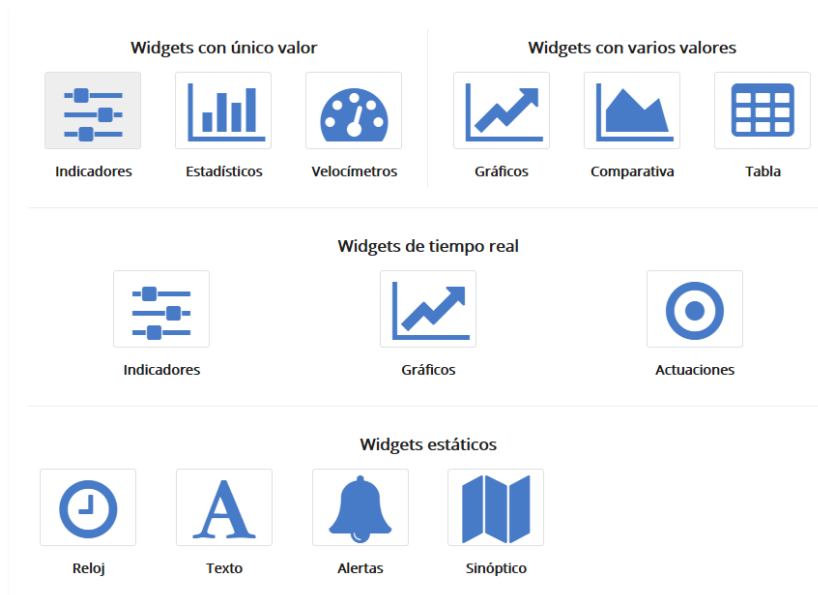 Widgets con único valor
Indicadores
Estadísticos
Velocímetros
Widgets con varios valores
Gráficos
Comparativa
Tabla
Widgets de tiempo real
Indicadores
Gráficos
Actuaciones
Widgets estáticos
Reloj
A
Texto
Alertas
Sinóptico